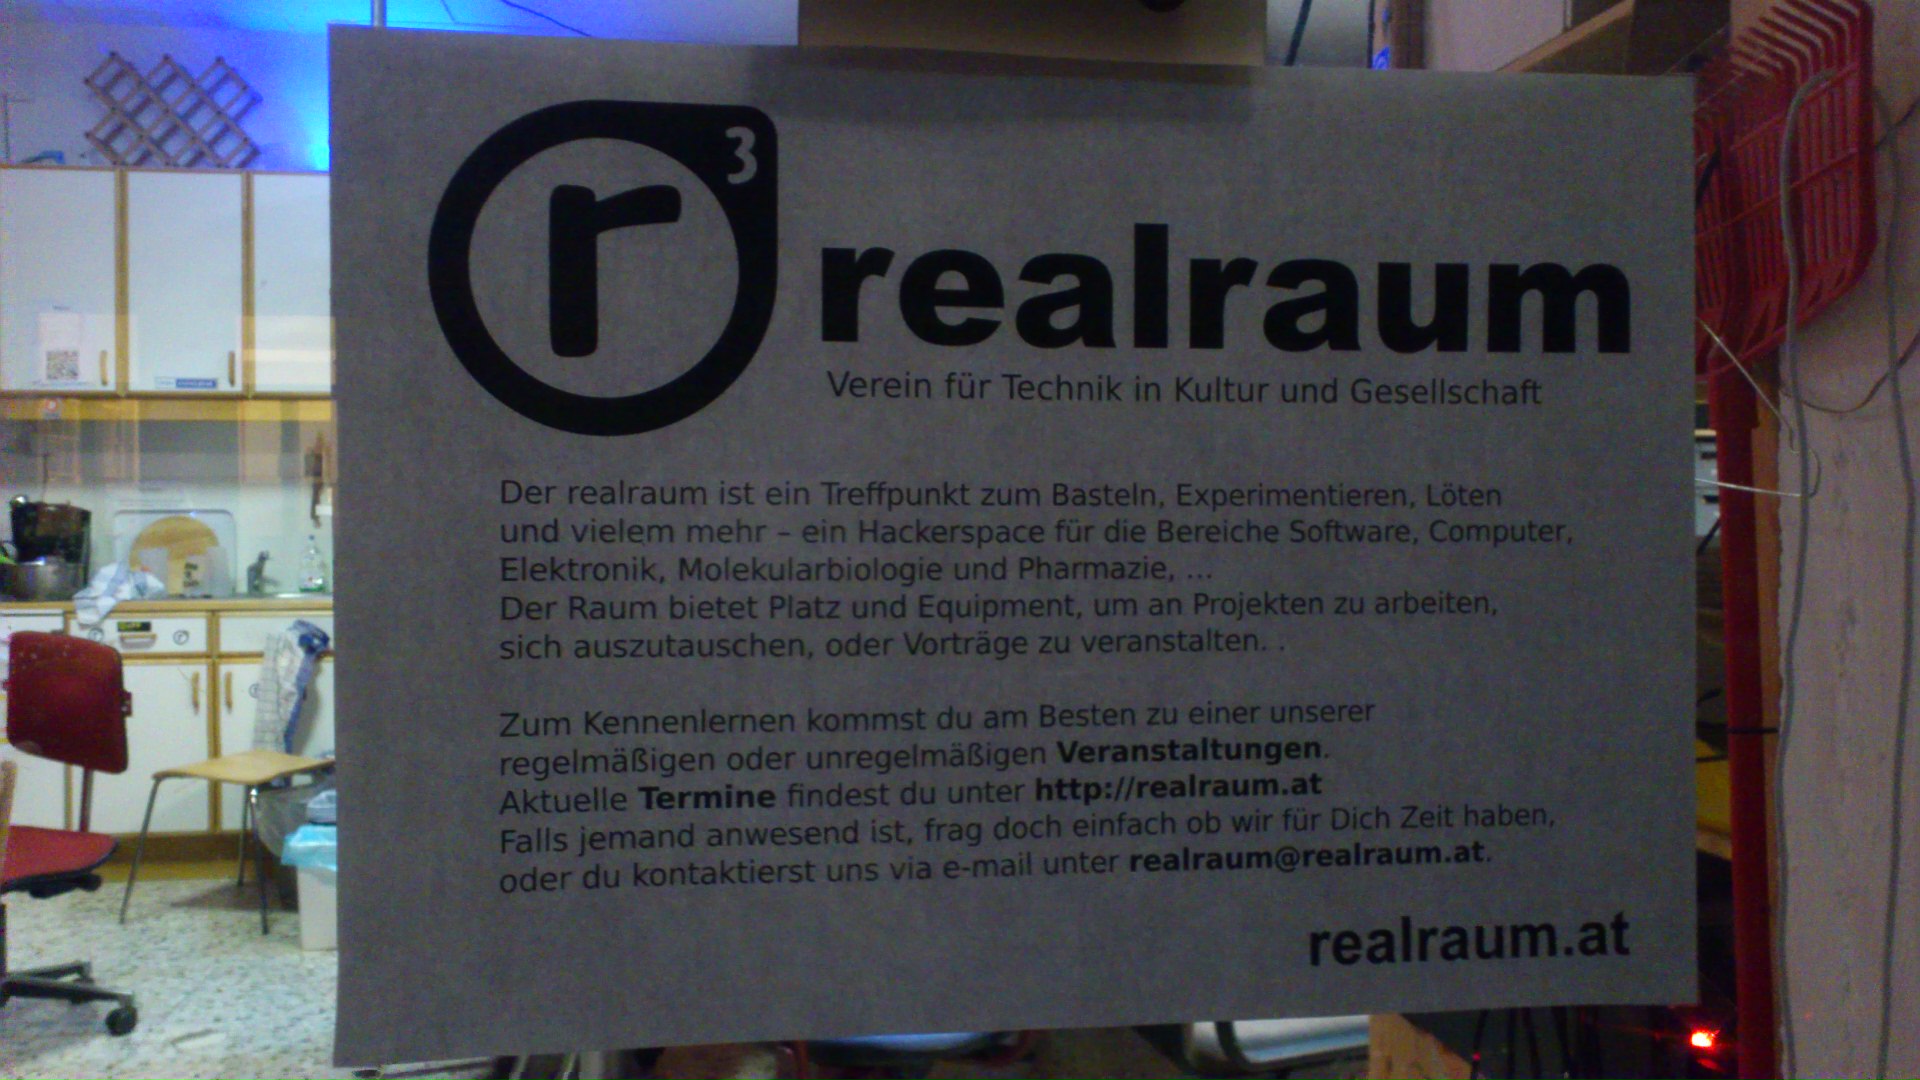 r
3
realraum
Verein für Technik in Kultur und Gesellschaft
Der realraum ist ein Treffpunkt zum Basteln, Experimentieren, Löten
und vielem mehr – ein Hackerspace für die Bereiche Software, Computer,
Elektronik, Molekularbiologie und Pharmazie, ...
Der Raum bietet Platz und Equipment, um an Projekten zu arbeiten,
sich auszutauschen, oder Vorträge zu veranstalten. .
Zum Kennenlernen kommst du am Besten zu einer unserer
regelmäßigen oder unregelmäßigen Veranstaltungen.
Aktuelle Termine findest du unter http://realraum.at
Falls jemand anwesend ist, frag doch einfach ob wir für Dich Zeit haben,
oder du kontaktierst uns via e-mail unter realraum@realraum.at.
realraum.at